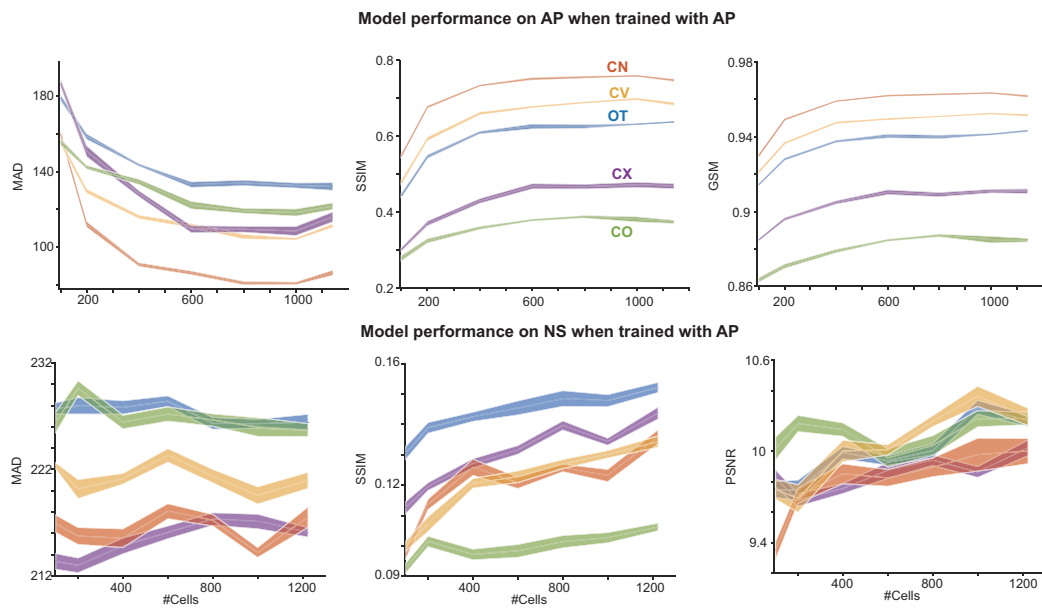 Model performance on AP when trained with AP
MAD
180
140
100
200
600
1000
SSIM
0.8
0.6
0.4
0.2
CN
CV
OT
CX
CO
200
600
1000
GSM
0.98
0.94
0.9
0.86
200
600
1000
Model performance on NS when trained with AP
MAD
232
222
212
400
800
1200
#Cells
SSIM
0.16
0.12
0.09
400
800
1200
#Cells
PSNR
10.6
10
9.4
400
800
1200
#Cells